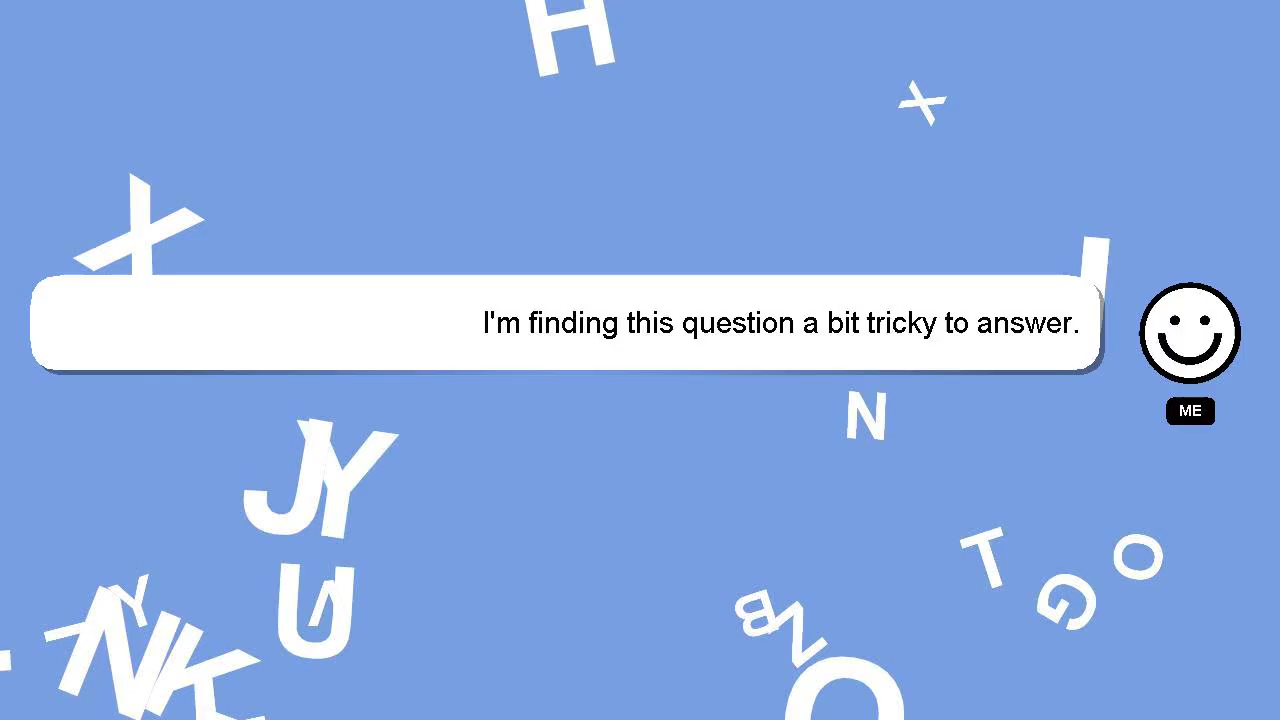 H
X
X
I
I'm finding this question a bit tricky to answer.
ME
N
J Y
T
O
G
U
Y
B
N
N
K
O